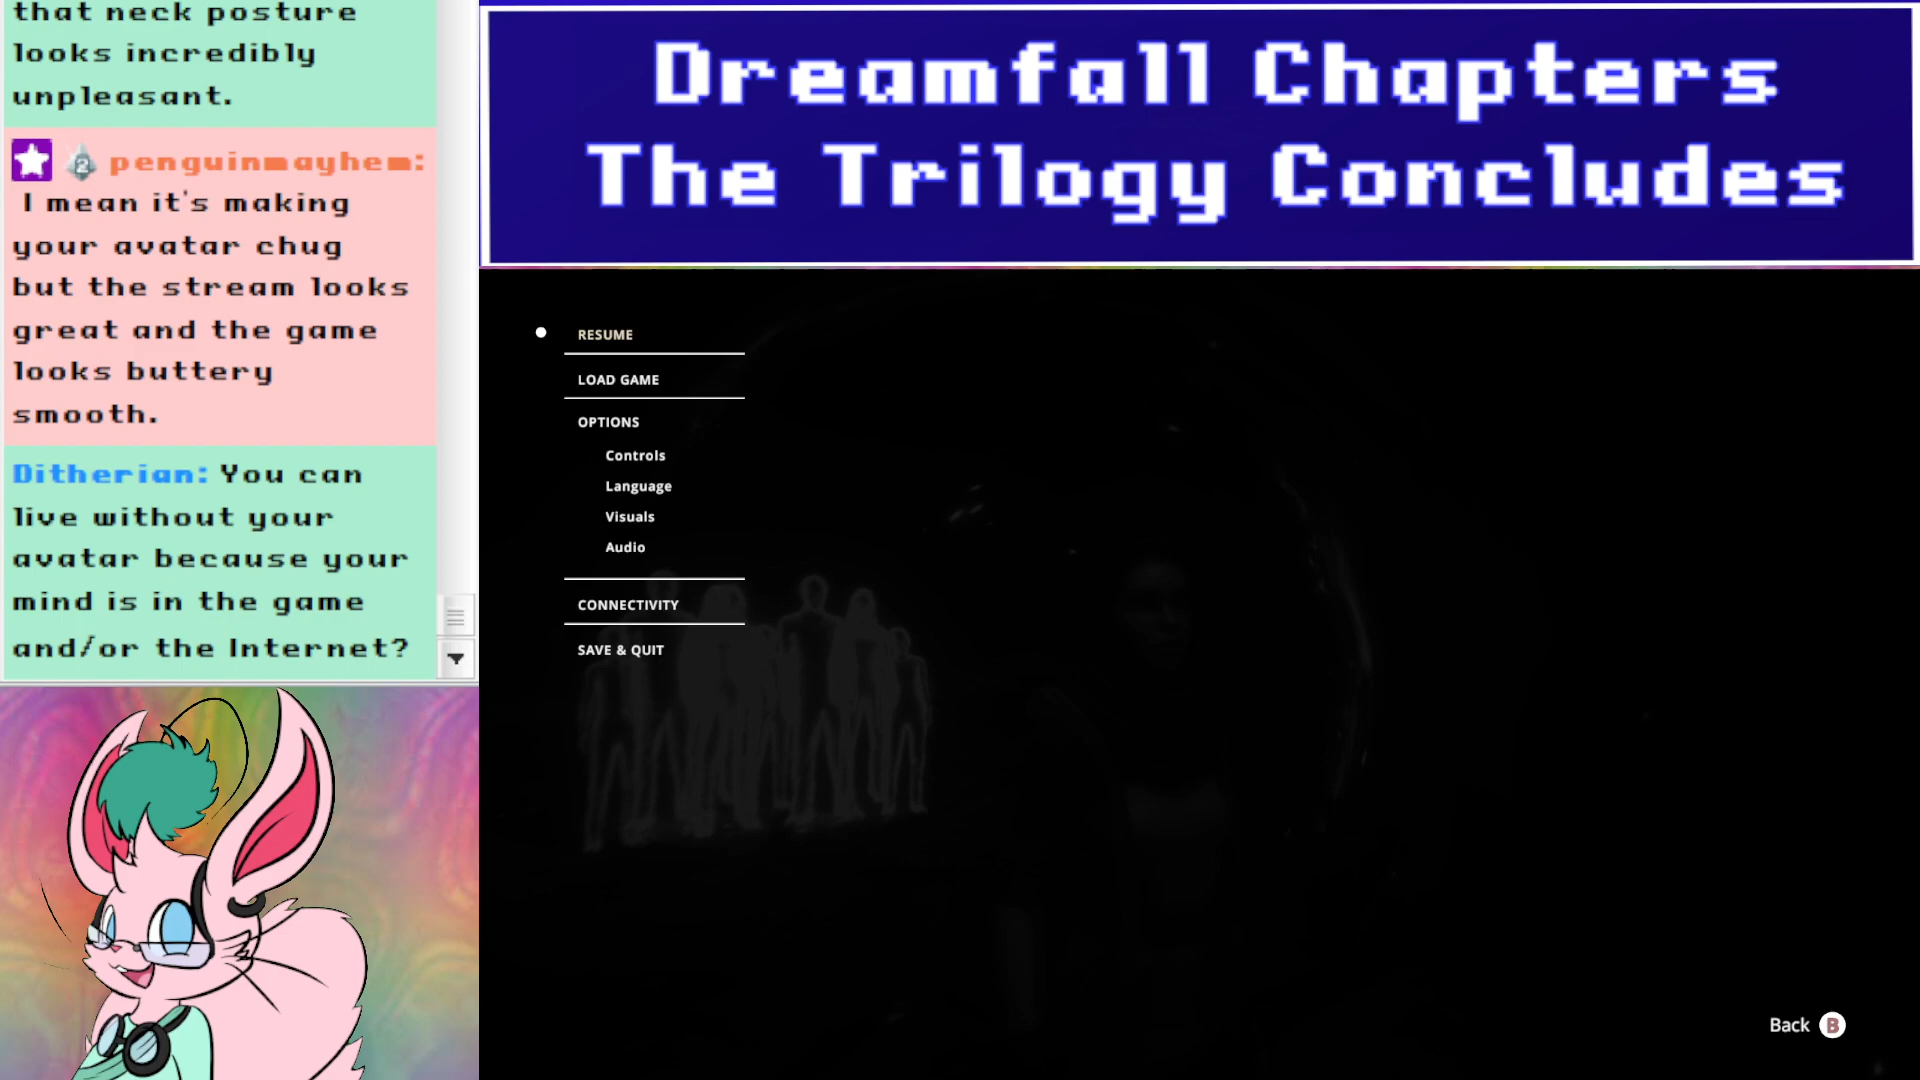 that neck posture
looks incredibly
unpleasant.
2 penguinmayhem:
I mean it's making
your avatar chug
but the stream looks
great and the game
looks buttery
smooth.
Ditherian: You can
live without your
avatar because your
mind is in the game
and/or the Internet?
Dreamfall Chapters
The Trilogy Concludes
RESUME
LOAD GAME
OPTIONS
Controls
Language
Visuals
Audio
CONNECTIVITY
SAVE & QUIT
Back B